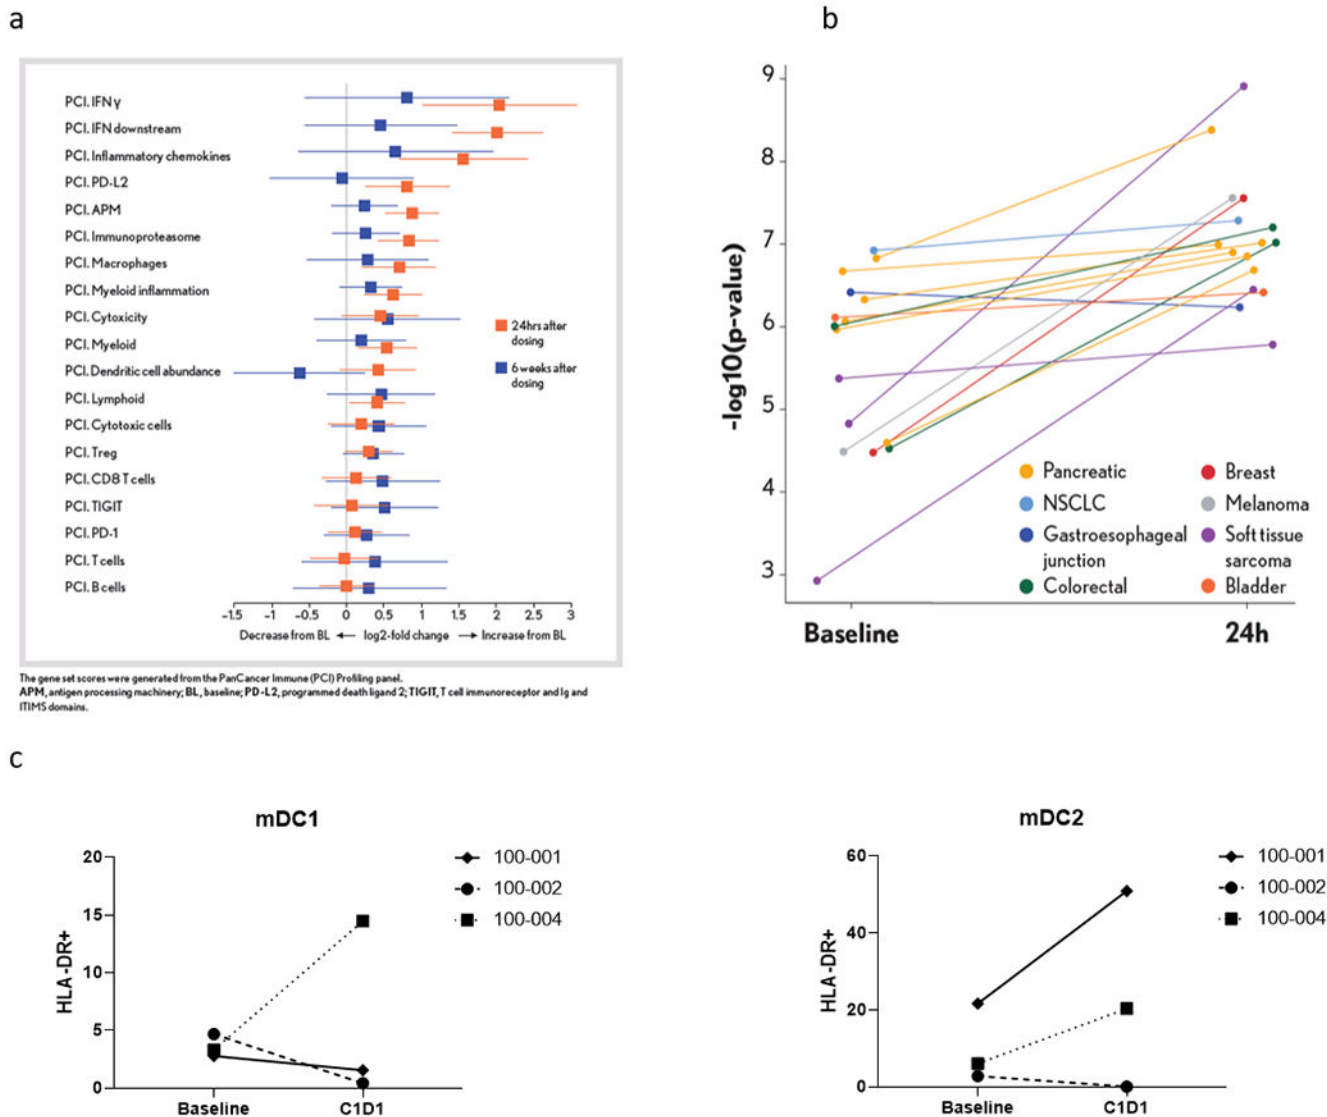 a
PCI. IFN γ
PCI. IFN downstream
PCI. Inflammatory chemokines
PCI. PD-L2
PCI. APM
PCI. Immunoproteasome
PCI. Macrophages
PCI. Myeloid inflammation
PCI. Cytoxicity
PCI. Myeloid
PCI. Dendritic cell abundance
PCI. Lymphoid
PCI. Cytotoxic cells
PCI. Treg
PCI. CD8 T cells
PCI. TIGIT
PCI. PD-1
PCI. T cells
PCI. B cells
24hrs after
dosing
6 weeks after
dosing
-1.5 -1 -0.5 0 0.5 1 1.5 2 2.5 3
Decrease from BL ← log2-fold change → Increase from BL
The gene set scores were generated from the PanCancer Immune (PCI) Profiling panel.
APM, antigen processing machinery; BL, baseline; PD-L2, programmed death ligand 2; TIGIT, T cell immunoreceptor and Ig and
ITIMS domains.
b
-log10(p-value)
9
8
7
6
5
4
3
Pancreatic
NSCLC
Gastroesophageal
junction
Colorectal
Breast
Melanoma
Soft tissue
sarcoma
Bladder
Baseline 24h
c
mDC1
HLA-DR+
20
15
10
5
0
Baseline C1D1
100-001
100-002
100-004
mDC2
HLA-DR+
60
40
20
0
Baseline C1D1
100-001
100-002
100-004